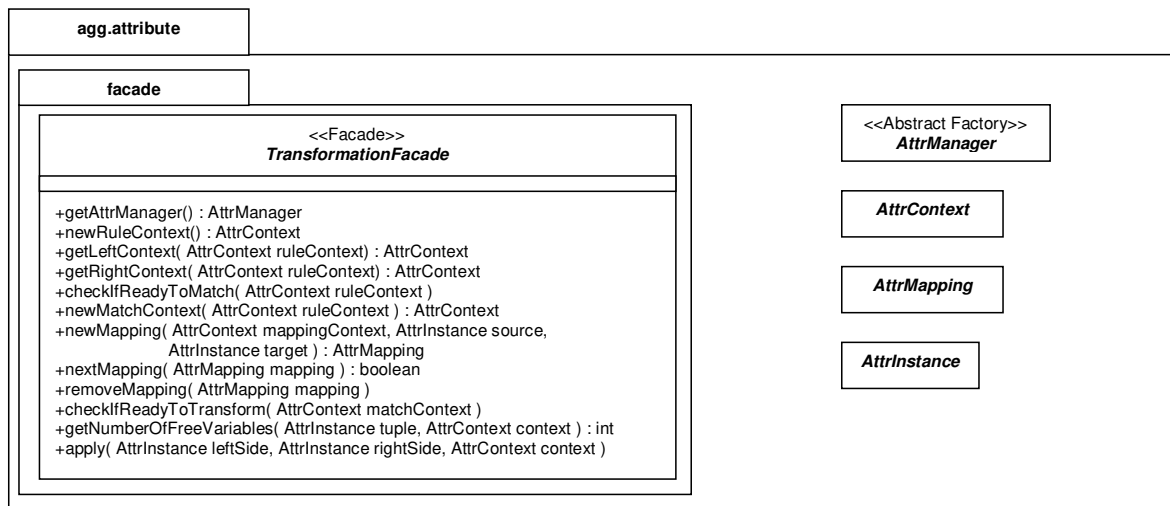 agg.attribute
facade
<<Facade>>
TransformationFacade
+getAttrManager() : AttrManager
+newRuleContext() : AttrContext
+getLeftContext( AttrContext ruleContext) : AttrContext
+getRightContext( AttrContext ruleContext) : AttrContext
+checkIfReadyToMatch( AttrContext ruleContext )
+newMatchContext( AttrContext ruleContext ) : AttrContext
+newMapping( AttrContext mappingContext, AttrInstance source,
AttrInstance target ) : AttrMapping
+nextMapping( AttrMapping mapping ) : boolean
+removeMapping( AttrMapping mapping )
+checkIfReadyToTransform( AttrContext matchContext )
+getNumberOfFreeVariables( AttrInstance tuple, AttrContext context ) : int
+apply( AttrInstance leftSide, AttrInstance rightSide, AttrContext context )
<<Abstract Factory>>
AttrManager
AttrContext
AttrMapping
AttrInstance